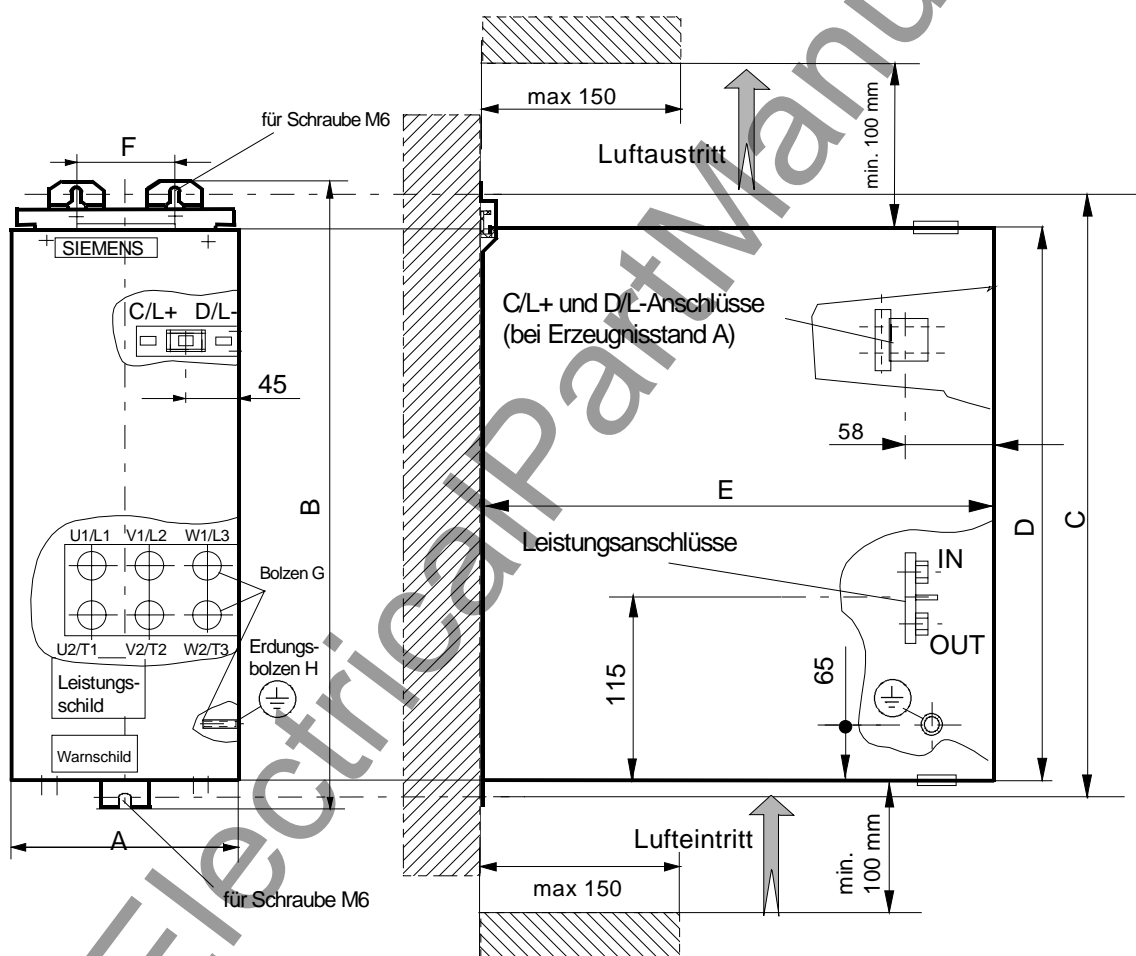 max 150
min. 100 mm
für Schraube M6
F
Luftaustritt
SIEMENS
C/L+ D/L-
C/L+ und D/L-Anschlüsse
(bei Erzeugnisstand A)
45
58
B
E
D
C
U1/L1 V1/L2 W1/L3
Leistungsanschlüsse
IN
Bolzen G
OUT
U2/T1 V2/T2 W2/T3
Erdungs-
bolzen H
115
65
Leistungs-
schild
Warnschild
A
Lufteintritt
min.
100 mm
max 150
für Schraube M6
ElectricalPartManu